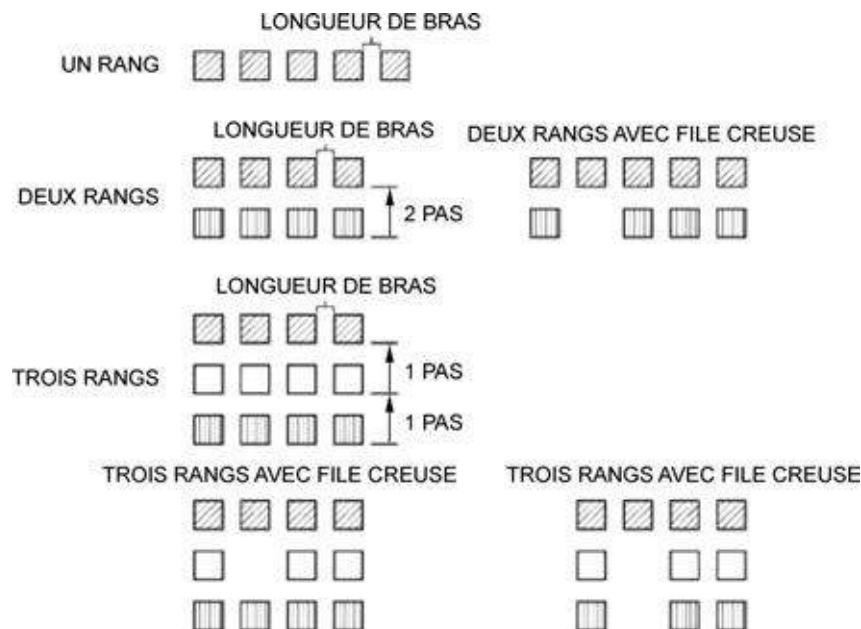 LONGUEUR DE BRAS
UN RANG
LONGUEUR DE BRAS
DEUX RANGS AVEC FILE CREUSE
DEUX RANGS
2 PAS
LONGUEUR DE BRAS
TROIS RANGS
1 PAS
1 PAS
TROIS RANGS AVEC FILE CREUSE
TROIS RANGS AVEC FILE CREUSE